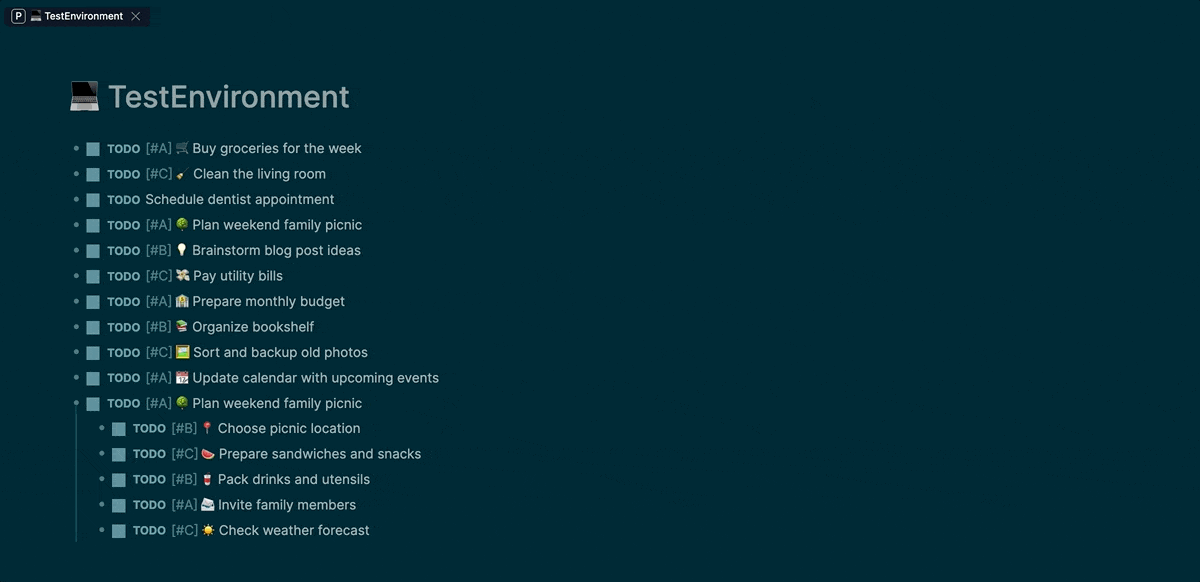 P TestEnvironment
TestEnvironment
TODO [#A] 🛒 Buy groceries for the week
TODO [#C] 🧹 Clean the living room
TODO Schedule dentist appointment
TODO [#A] 🌳 Plan weekend family picnic
TODO [#B] 💡 Brainstorm blog post ideas
TODO [#C] 💸 Pay utility bills
TODO [#A] 🏫 Prepare monthly budget
TODO [#B] 📚 Organize bookshelf
TODO [#C] 🖼️ Sort and backup old photos
TODO [#A] 📆 Update calendar with upcoming events
TODO [#A] 🌳 Plan weekend family picnic
TODO [#B] 📍 Choose picnic location
TODO [#C] 🍉 Prepare sandwiches and snacks
TODO [#B] 🥤 Pack drinks and utensils
TODO [#A] 📨 Invite family members
TODO [#C] ☀️ Check weather forecast